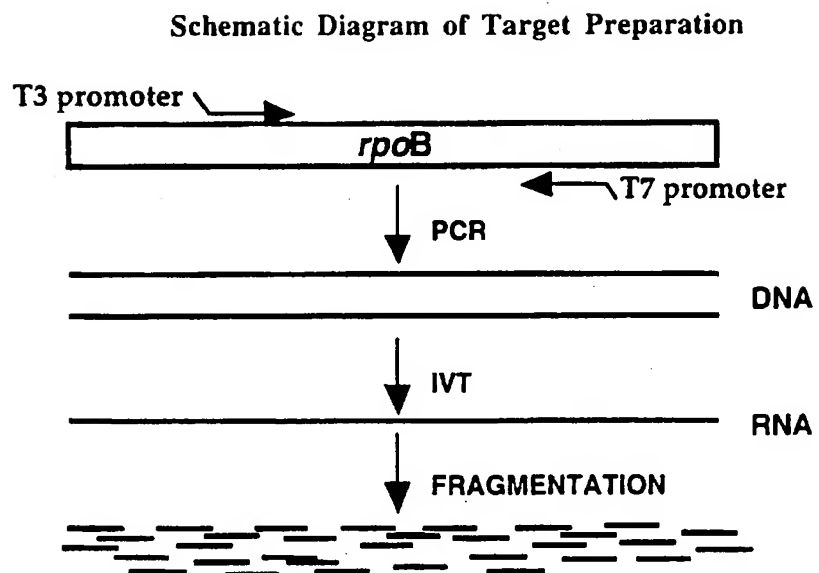 Schematic Diagram of Target Preparation
T3 promoter
rpoB
T7 promoter
PCR
DNA
IVT
RNA
FRAGMENTATION